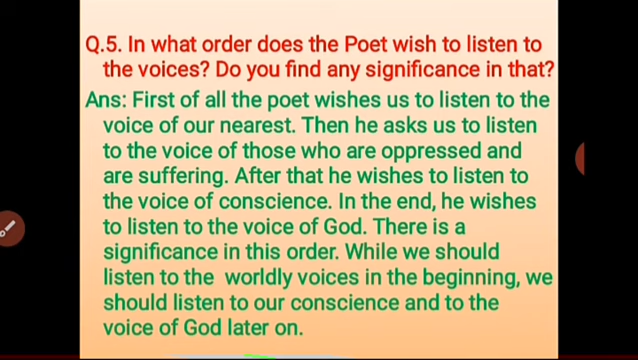 Q.5. In what order does the Poet wish to listen to
the voices? Do you find any significance in that?
Ans: First of all the poet wishes us to listen to the
voice of our nearest. Then he asks us to listen
to the voice of those who are oppressed and
are suffering. After that he wishes to listen to
the voice of conscience. In the end, he wishes
to listen to the voice of God. There is a
significance in this order. While we should
listen to the worldly voices in the beginning, we
should listen to our conscience and to the
voice of God later on.